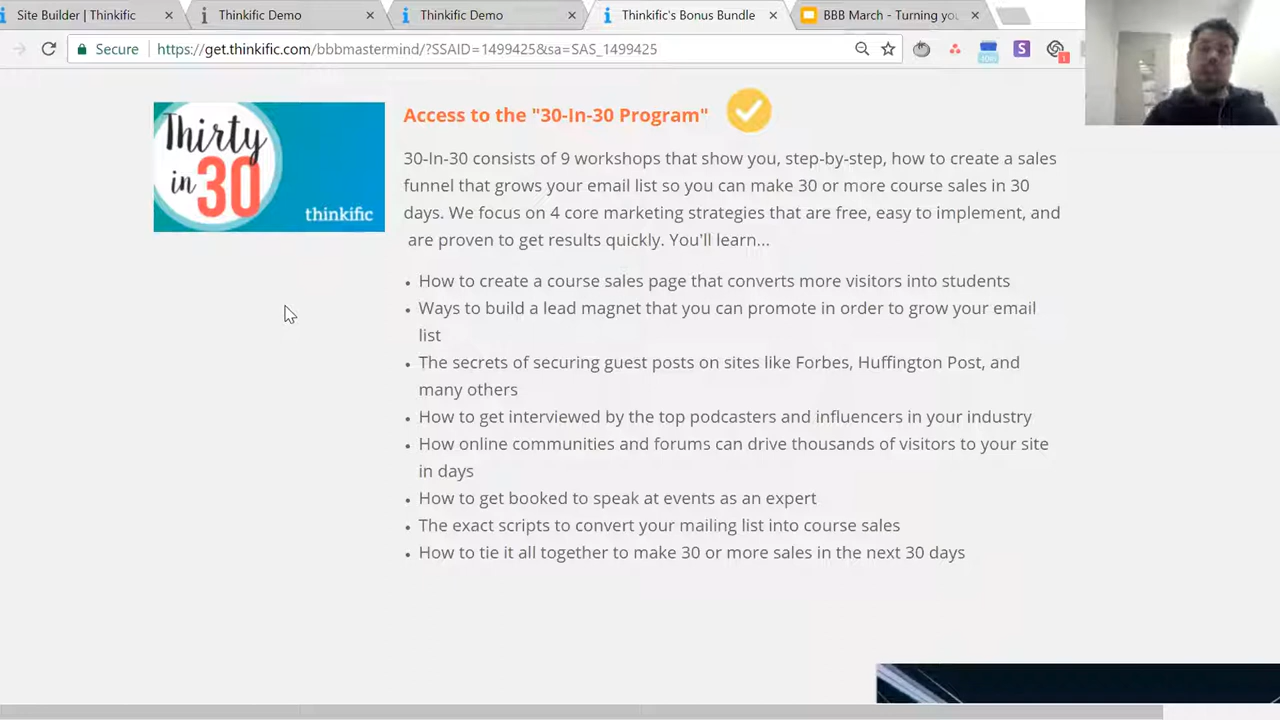 Site Builder | Thinkific
Thinkific Demo
Thinkific Demo
Thinkific's Bonus Bundle
BBB March - Turning yo
Secure
https://get.thinkific.com/bbbmastermind/?SSAID=1499425&sa=SAS_1499425
S
1
Thirty
in 30
thinkific
Access to the "30-In-30 Program"
30-In-30 consists of 9 workshops that show you, step-by-step, how to create a sales
funnel that grows your email list so you can make 30 or more course sales in 30
days. We focus on 4 core marketing strategies that are free, easy to implement, and
are proven to get results quickly. You'll learn...
• How to create a course sales page that converts more visitors into students
• Ways to build a lead magnet that you can promote in order to grow your email
list
• The secrets of securing guest posts on sites like Forbes, Huffington Post, and
many others
• How to get interviewed by the top podcasters and influencers in your industry
• How online communities and forums can drive thousands of visitors to your site
in days
• How to get booked to speak at events as an expert
• The exact scripts to convert your mailing list into course sales
• How to tie it all together to make 30 or more sales in the next 30 days